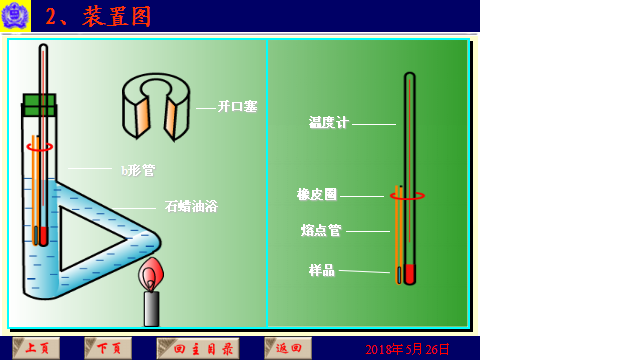 2、装置图
开口塞
b形管
石蜡油浴
温度计
橡皮圈
熔点管
样品
上页
下页
回主目录
返回
2018年5月26日